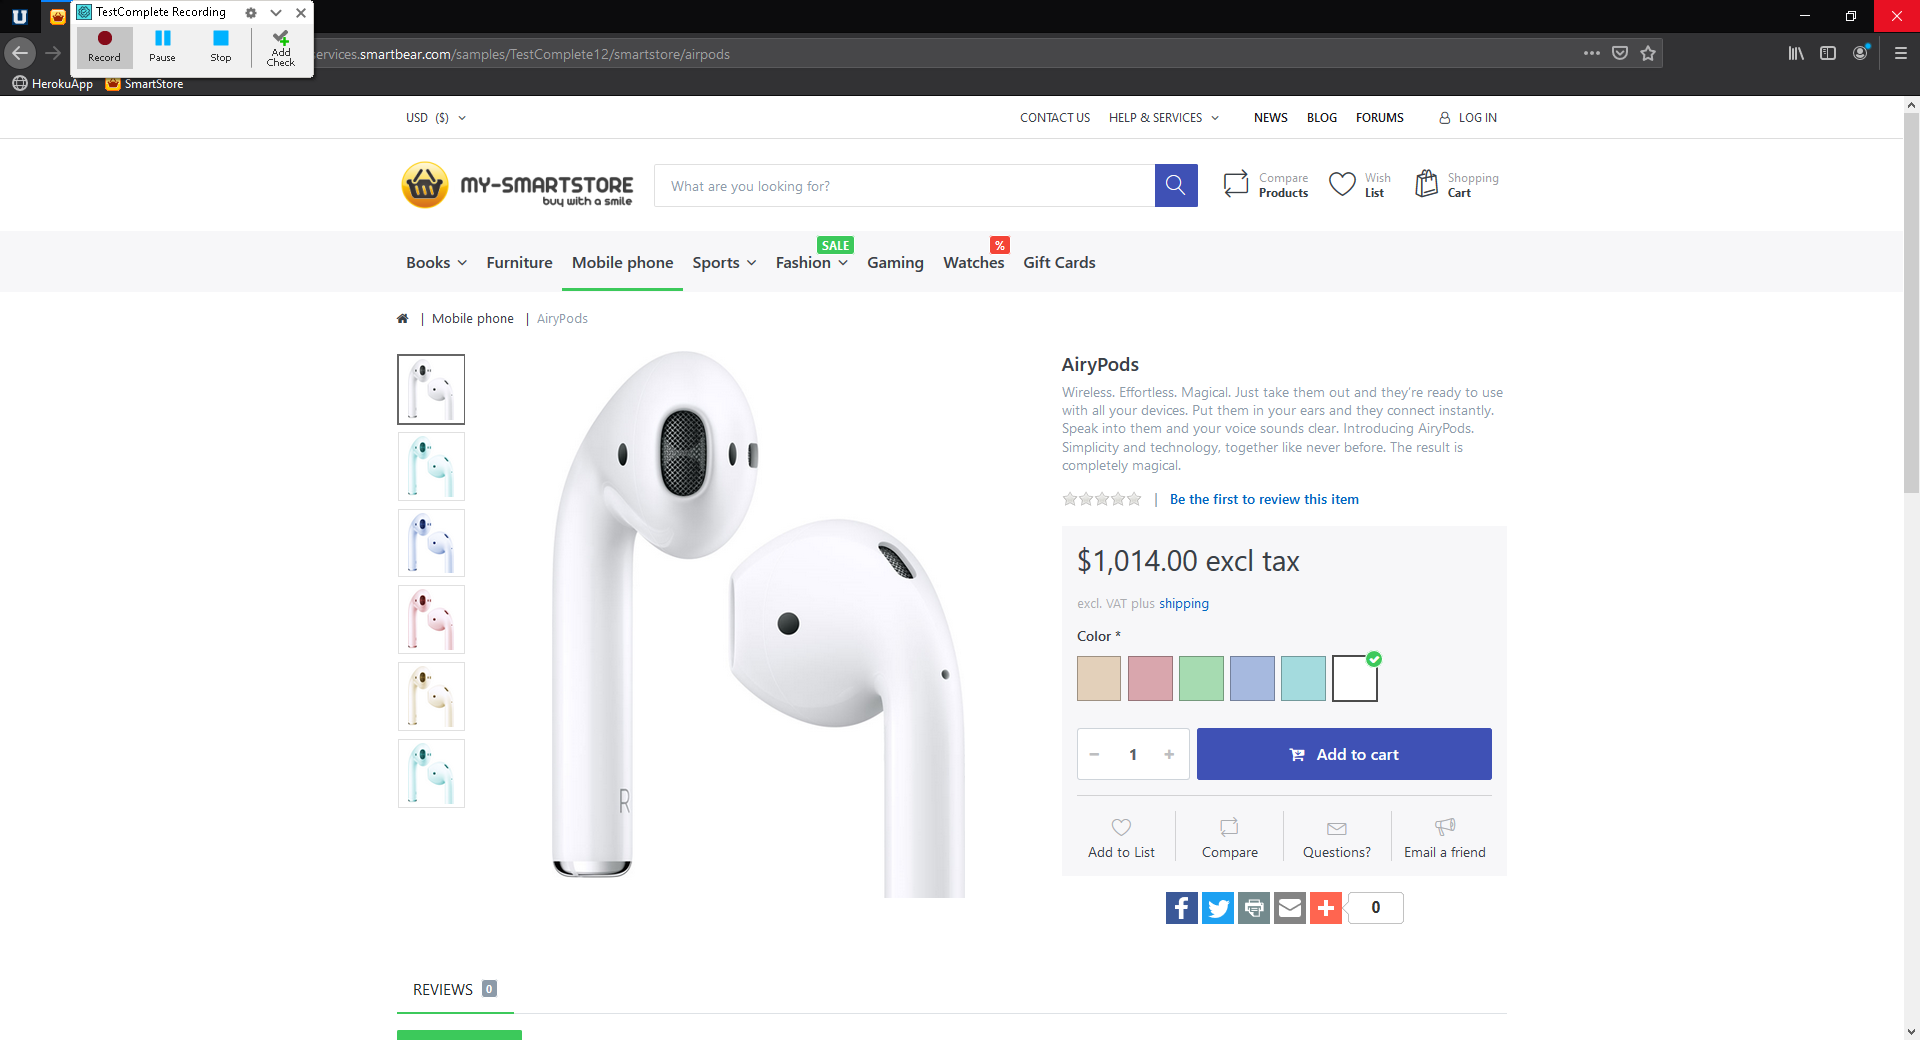 TestComplete Recording
Record
Pause
Stop
Add
Check
ervices.smartbear.com/samples/TestComplete12/smartstore/airpods
HerokuApp
SmartStore
USD ($)
CONTACT US
HELP & SERVICES
NEWS
BLOG
FORUMS
LOG IN
MY-SMARTSTORE
buy with a smile
What are you looking for?
Compare
Products
Wish
List
Shopping
Cart
SALE
%
Books
Furniture
Mobile phone
Sports
Fashion
Gaming
Watches
Gift Cards
| Mobile phone | AiryPods
AiryPods
Wireless. Effortless. Magical. Just take them out and they're ready to use
with all your devices. Put them in your ears and they connect instantly.
Speak into them and your voice sounds clear. Introducing AiryPods.
Simplicity and technology, together like never before. The result is
completely magical.
| Be the first to review this item
$1,014.00 excl tax
excl. VAT plus shipping
Color *
− 1 +
Add to cart
R
Add to List
Compare
Questions?
Email a friend
0
REVIEWS 0